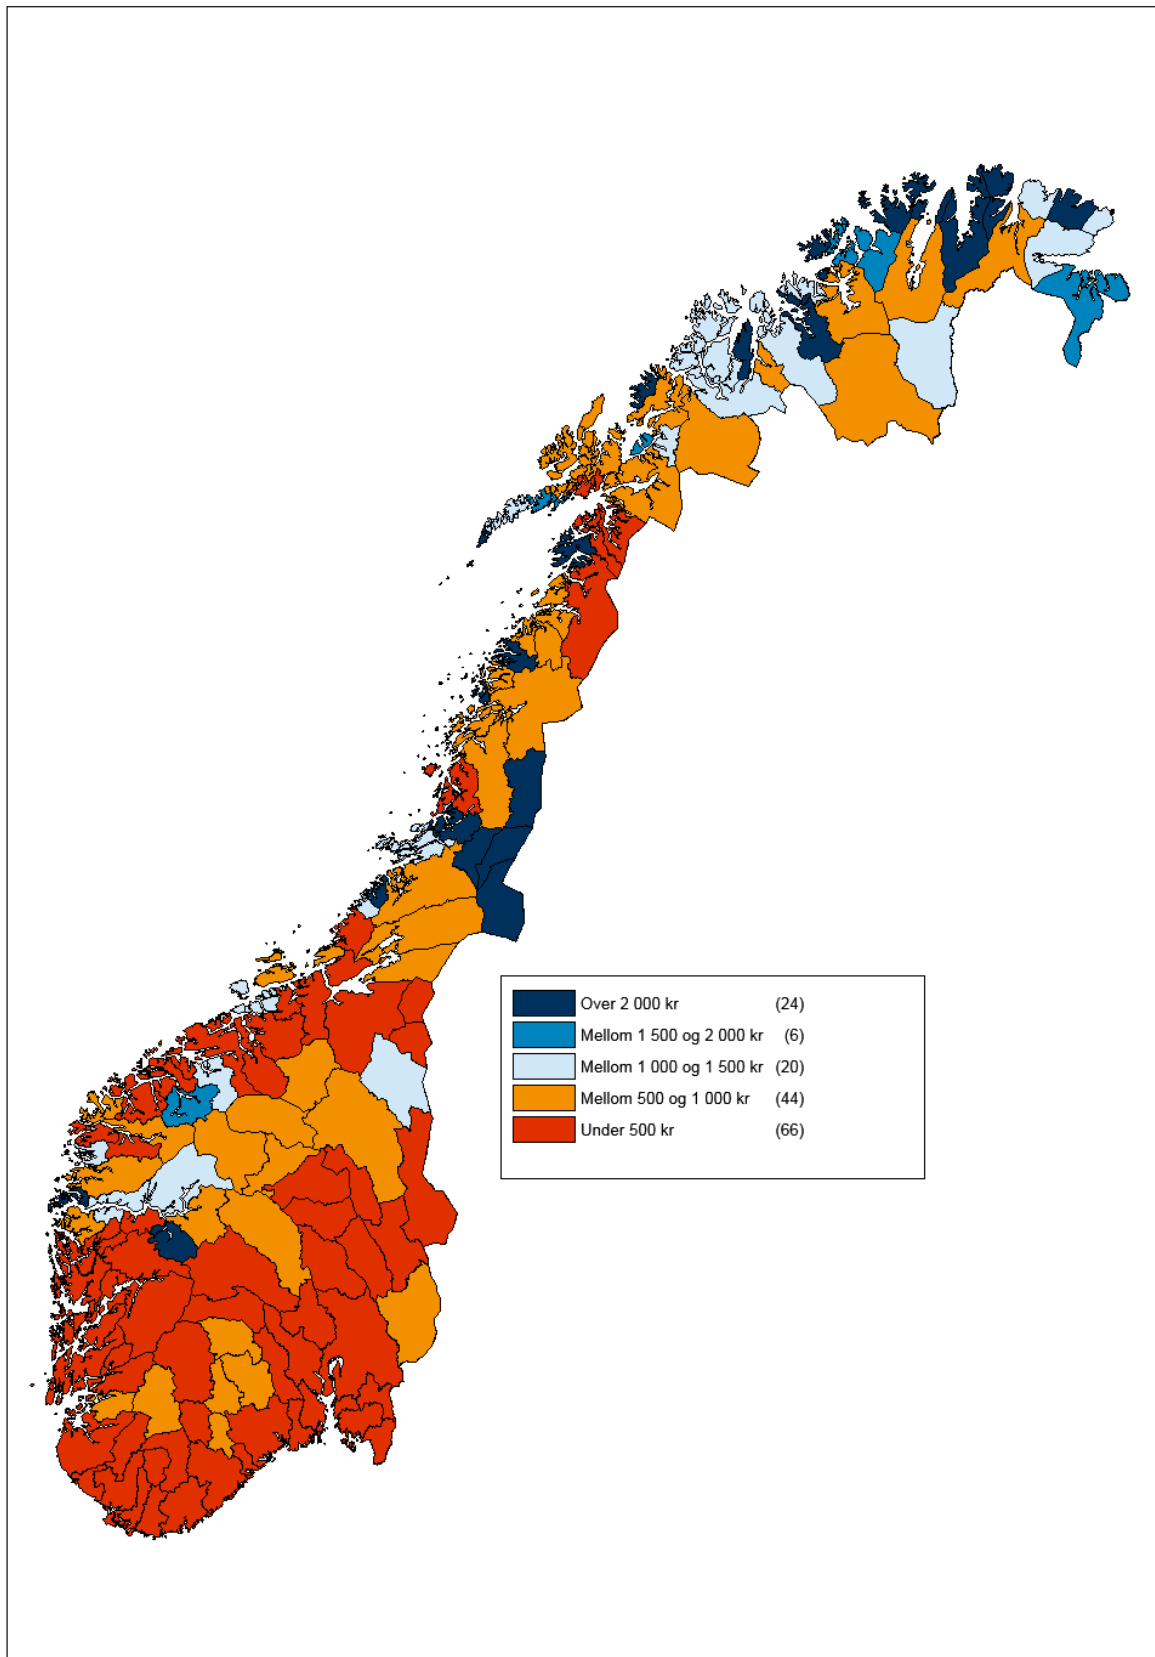 Over 2 000 kr (24)
Mellom 1 500 og 2 000 kr (6)
Mellom 1 000 og 1 500 kr (20)
Mellom 500 og 1 000 kr (44)
Under 500 kr (66)